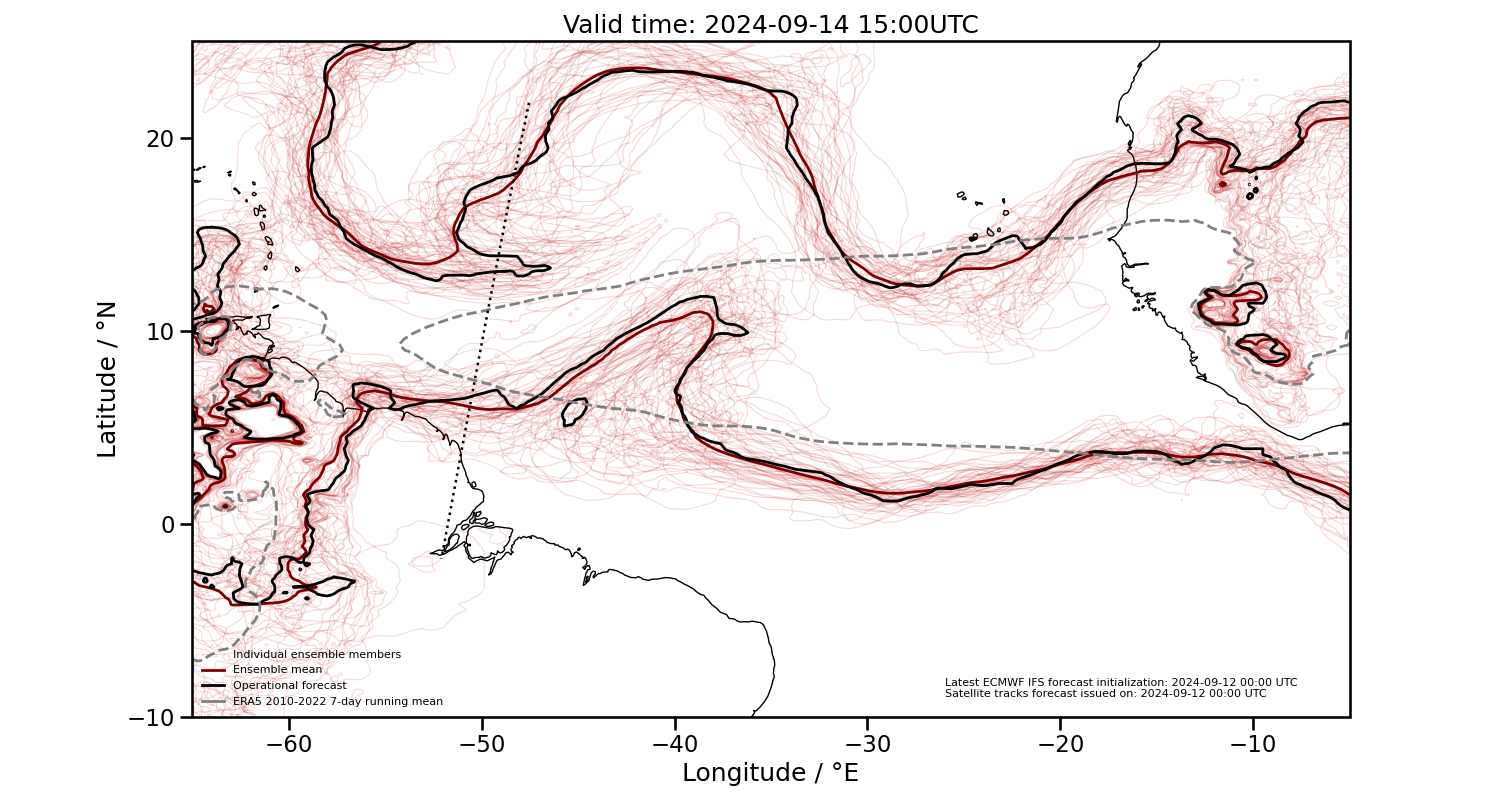 Valid time: 2024-09-14 15:00UTC
20
10
0
−10
Latitude / °N
Individual ensemble members
Ensemble mean
Operational forecast
ERA5 2010-2022 7-day running mean
Latest ECMWF IFS forecast initialization: 2024-09-12 00:00 UTC
Satellite tracks forecast issued on: 2024-09-12 00:00 UTC
−60 −50 −40 −30 −20 −10
Longitude / °E